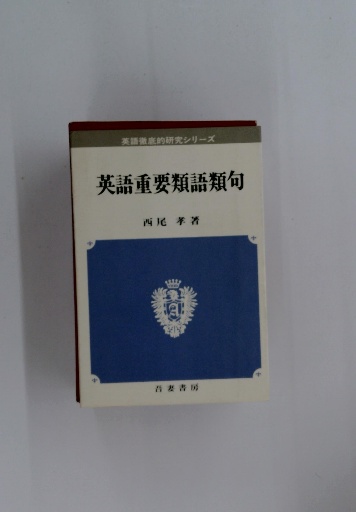 英語徹底的研究シリーズ
英語重要類語類句
西尾 孝著
A
吾妻書房